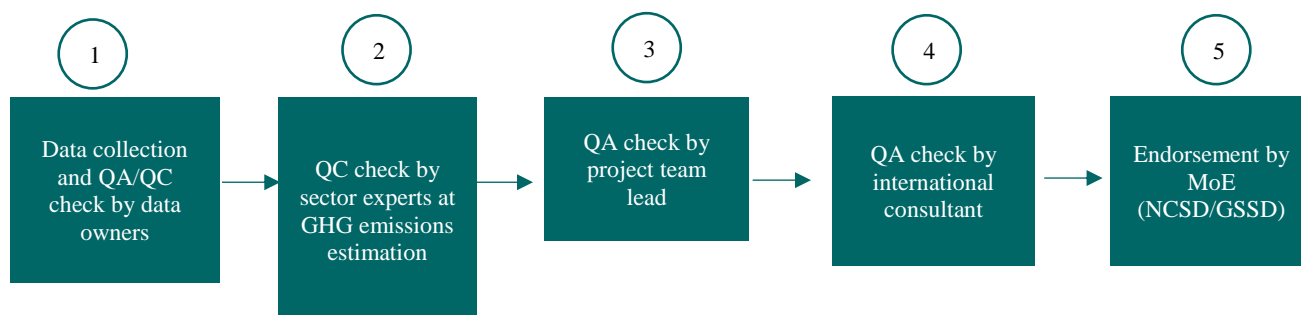 1
Data collection
and QA/QC
check by data
owners
2
QC check by
sector experts at
GHG emissions
estimation
3
QA check by
project team
lead
4
QA check by
international
consultant
5
Endorsement by
MoE
(NCSD/GSSD)